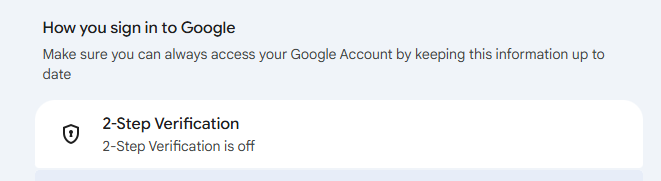 How you sign in to Google
Make sure you can always access your Google Account by keeping this information up to
date
2-Step Verification
2-Step Verification is off